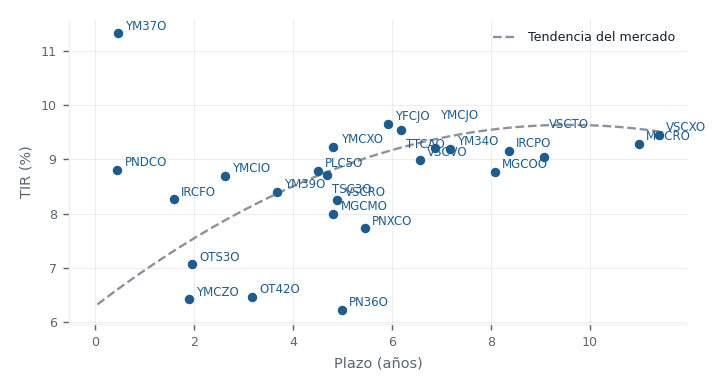 YM37O
11
Tendencia del mercado
10
YFCJO
YMCJO
VSCTO
VSCXO
YMCXO
TTCAO
YM34O
IRCPO
MGCRO
VSCVO
9
PNDCO
YMCIO
PLC5O
MGCOO
IRCFO
YM39O
TSC3O
VSCRO
8
MGCMO
PNXCO
OTS3O
7
YMCZO
OT42O
PN36O
6
TIR (%)
0
2
4
6
8
10
Plazo (años)